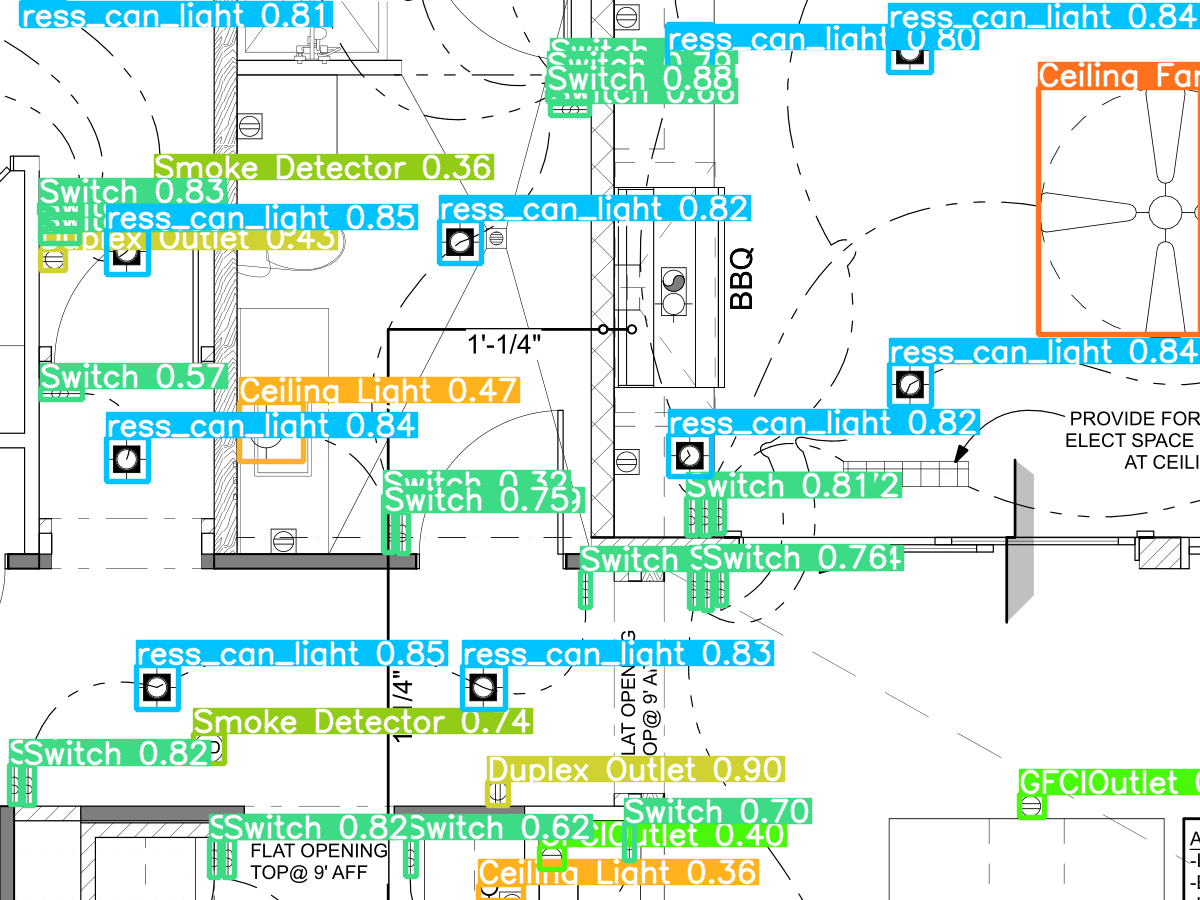 ress_can_light 0.81
ress_can_light 0.84
ress_can_light 0.80
Switch
Switch 0.78
Switch 0.88
Ceiling Fan
Smoke Detector 0.36
Switch 0.83
ress_can_light 0.85
ress_can_light 0.82
Duplex Outlet 0.43
BBQ
1'-1/4"
ress_can_light 0.84
Switch 0.57
Ceiling Light 0.47
ress_can_light 0.84
ress_can_light 0.82
PROVIDE FOR
ELECT SPACE
AT CEILI
Switch 0.32
Switch 0.75
Switch 0.81
Switch
Switch 0.76
ress_can_light 0.85
ress_can_light 0.83
Smoke Detector 0.74
Switch 0.82
Duplex Outlet 0.90
GFCIOutlet
Switch 0.70
Switch 0.82
Switch 0.62
GFCIOutlet 0.40
FLAT OPENING
TOP@ 9' AFF
Ceiling Light 0.36